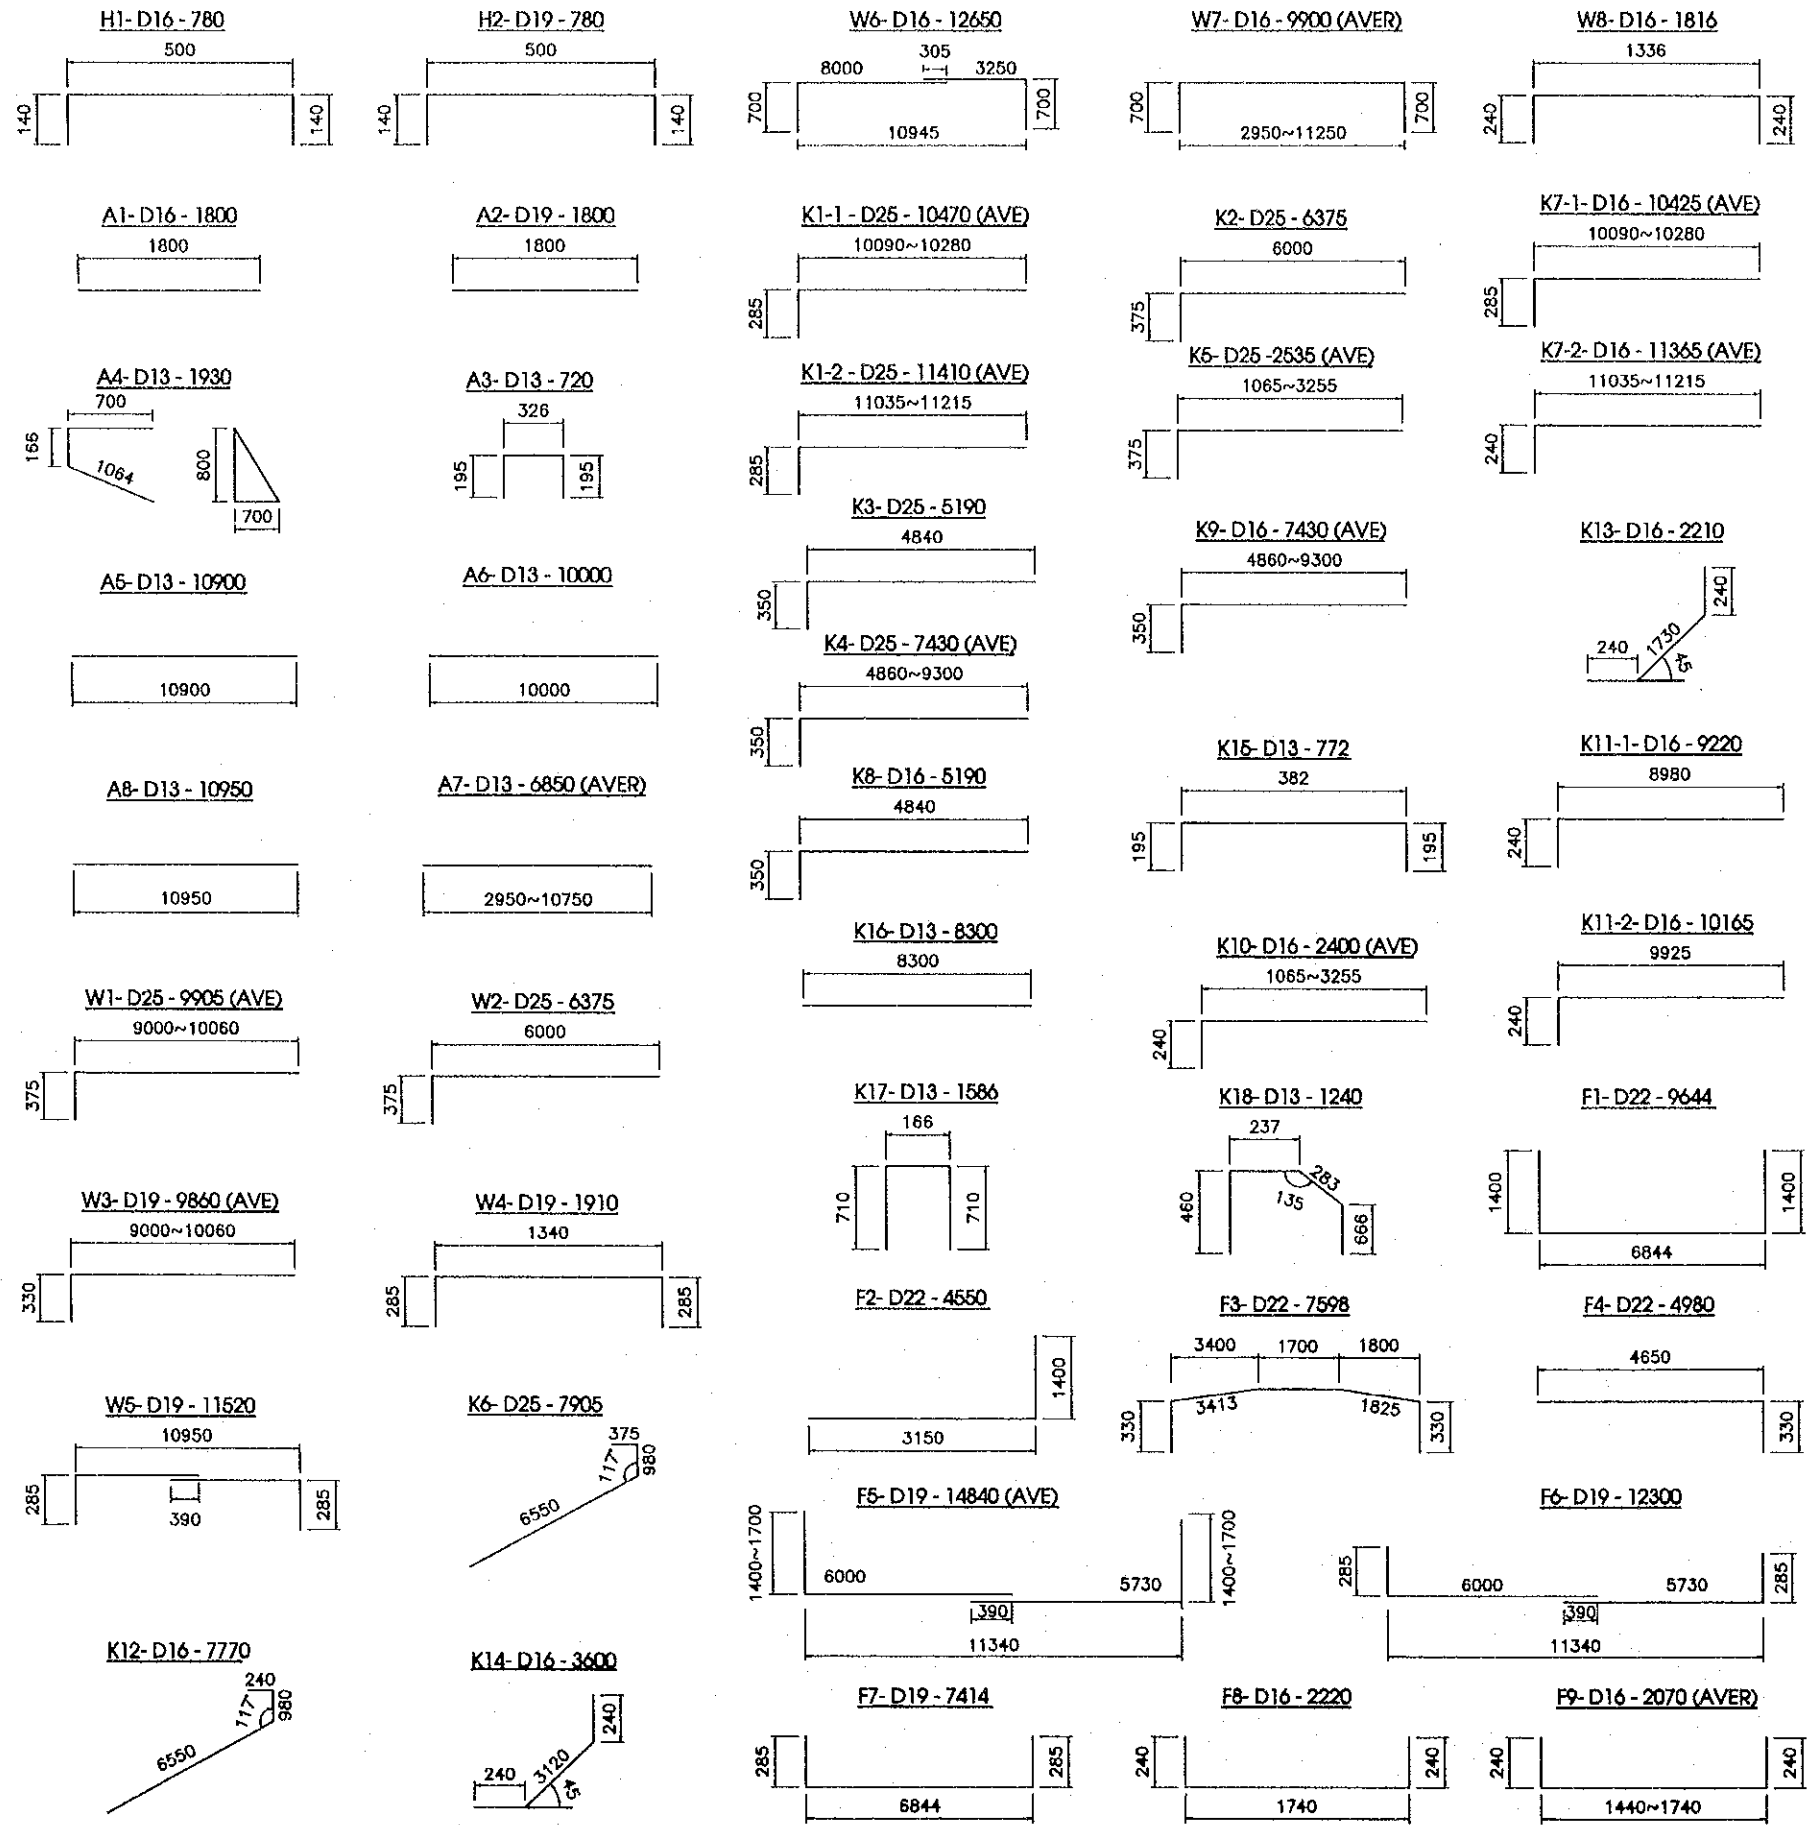 H1- D16 - 780
500
140
140
H2- D19 - 780
500
140
140
W6- D16 - 12650
305
8000
3250
700
700
10945
W7- D16 - 9900 (AVER)
700
700
2950~11250
W8- D16 - 1816
1336
240
240
A1- D16 - 1800
1800
A2- D19 - 1800
1800
K1-1 - D25 - 10470 (AVE)
10090~10280
285
K2- D25 - 6375
6000
375
K7-1- D16 - 10425 (AVE)
10090~10280
285
A4- D13 - 1930
700
166
1064
800
700
A3- D13 - 720
326
195
195
K1-2 - D25 - 11410 (AVE)
11035~11215
285
K5- D25 -2535 (AVE)
1065~3255
375
K7-2- D16 - 11365 (AVE)
11035~11215
240
K3- D25 - 5190
4840
350
K9- D16 - 7430 (AVE)
4860~9300
350
K13- D16 - 2210
240
1730
240
45
A5- D13 - 10900
10900
A6- D13 - 10000
10000
K4- D25 - 7430 (AVE)
4860~9300
350
A8- D13 - 10950
10950
A7- D13 - 6850 (AVER)
2950~10750
K8- D16 - 5190
4840
350
K15- D13 - 772
382
195
195
K11-1- D16 - 9220
8980
240
K16- D13 - 8300
8300
K10- D16 - 2400 (AVE)
1065~3255
240
K11-2- D16 - 10165
9925
240
W1- D25 - 9905 (AVE)
9000~10060
375
W2- D25 - 6375
6000
375
K17- D13 - 1586
166
710
710
K18- D13 - 1240
237
283
135
460
666
F1- D22 - 9644
1400
1400
6844
W3- D19 - 9860 (AVE)
9000~10060
330
W4- D19 - 1910
1340
285
285
F2- D22 - 4550
1400
3150
F3- D22 - 7598
3400
1700
1800
3413
1825
330
330
F4- D22 - 4980
4650
330
W5- D19 - 11520
10950
285
285
390
K6- D25 - 7905
375
117°
980
6550
F5- D19 - 14840 (AVE)
1400~1700
1400~1700
6000
5730
390
11340
F6- D19 - 12300
285
285
6000
5730
390
11340
K12- D16 - 7770
240
117°
980
6550
K14- D16 - 3600
240
3120
240
45
F7- D19 - 7414
285
285
6844
F8- D16 - 2220
240
240
1740
F9- D16 - 2070 (AVER)
240
240
1440~1740